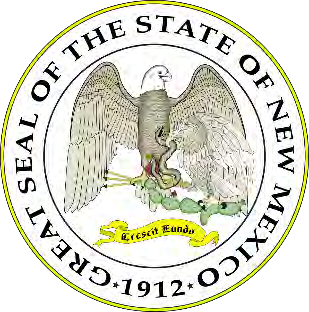 GREAT SEAL OF THE STATE OF NEW MEXICO
Crescit Eundo
★1912★